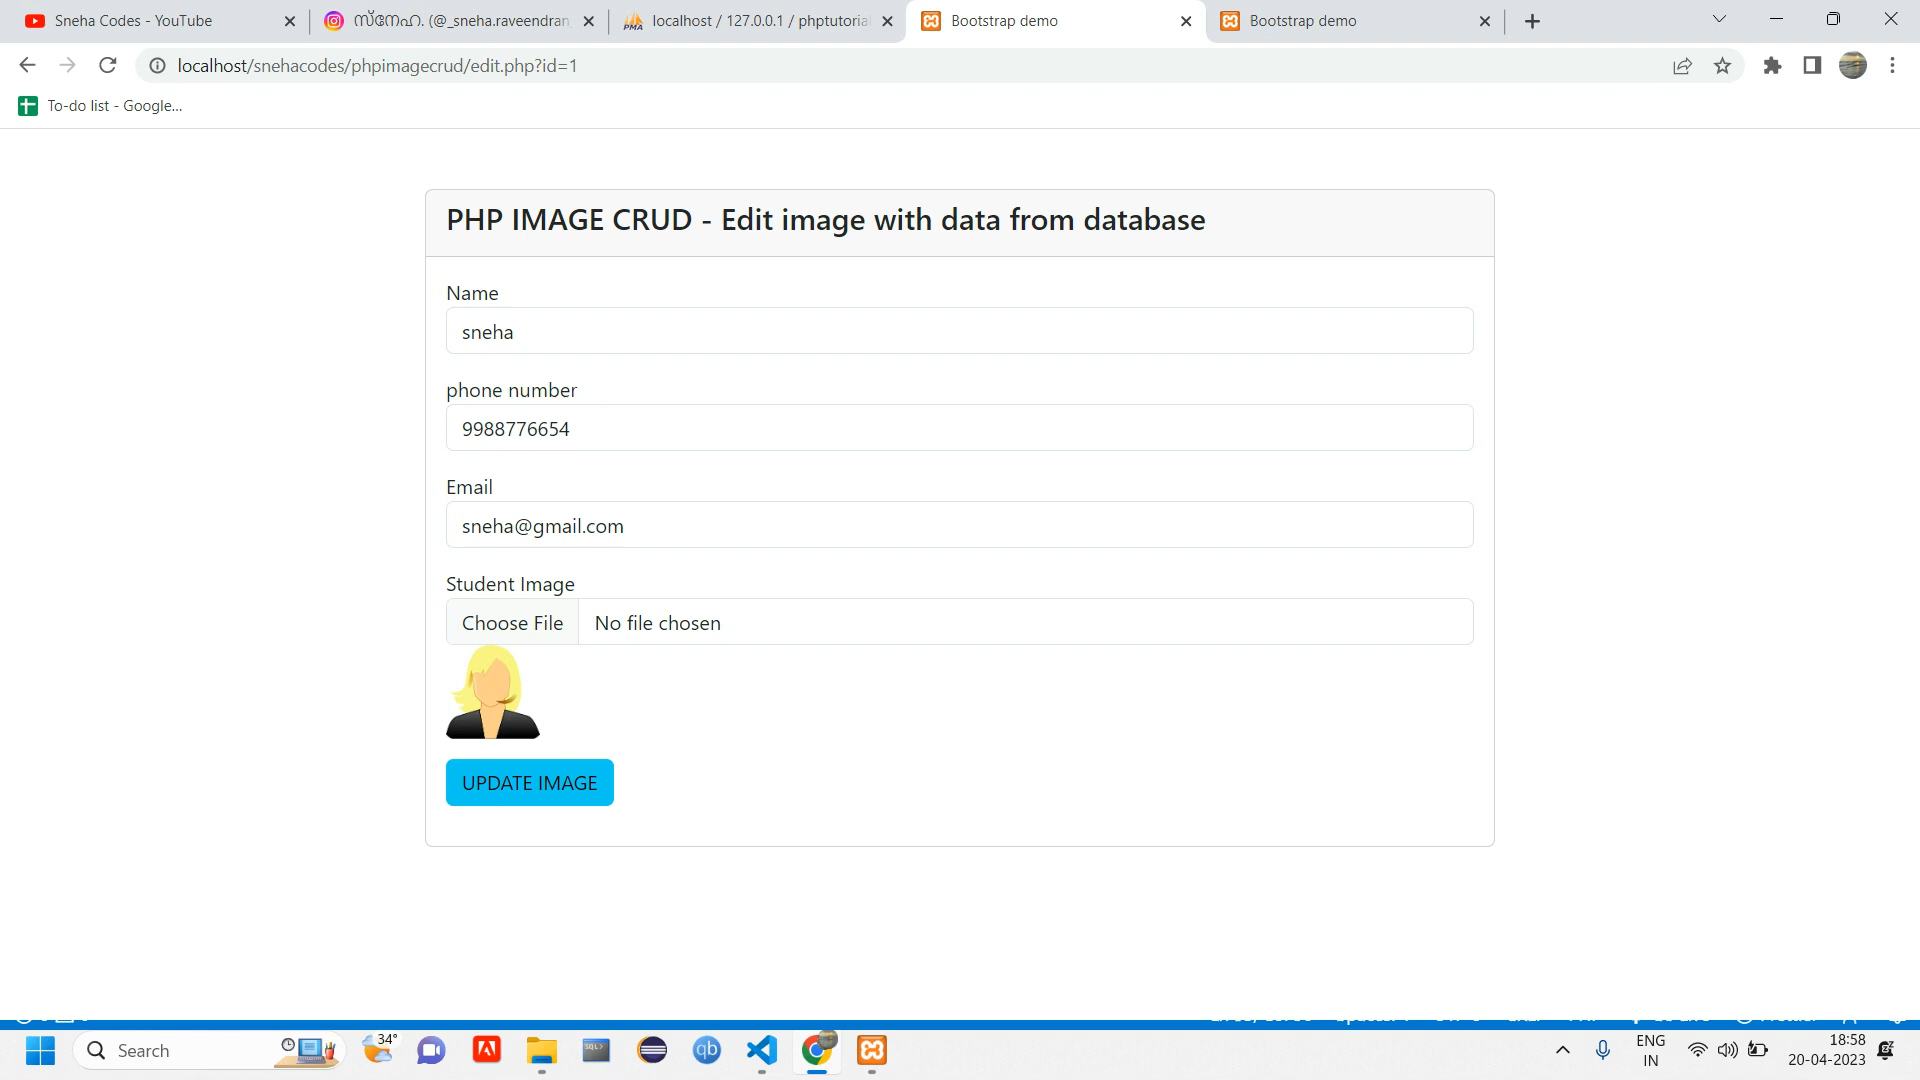 Sneha Codes - YouTube
സ്നേഹ. (@_sneha.raveendran
localhost / 127.0.0.1 / phptutorial
Bootstrap demo
Bootstrap demo
localhost/snehacodes/phpimagecrud/edit.php?id=1
To-do list - Google...
PHP IMAGE CRUD - Edit image with data from database
Name
sneha
phone number
9988776654
Email
sneha@gmail.com
Student Image
Choose File No file chosen
UPDATE IMAGE
Search
34°
qb
ENG
IN
18:58
20-04-2023